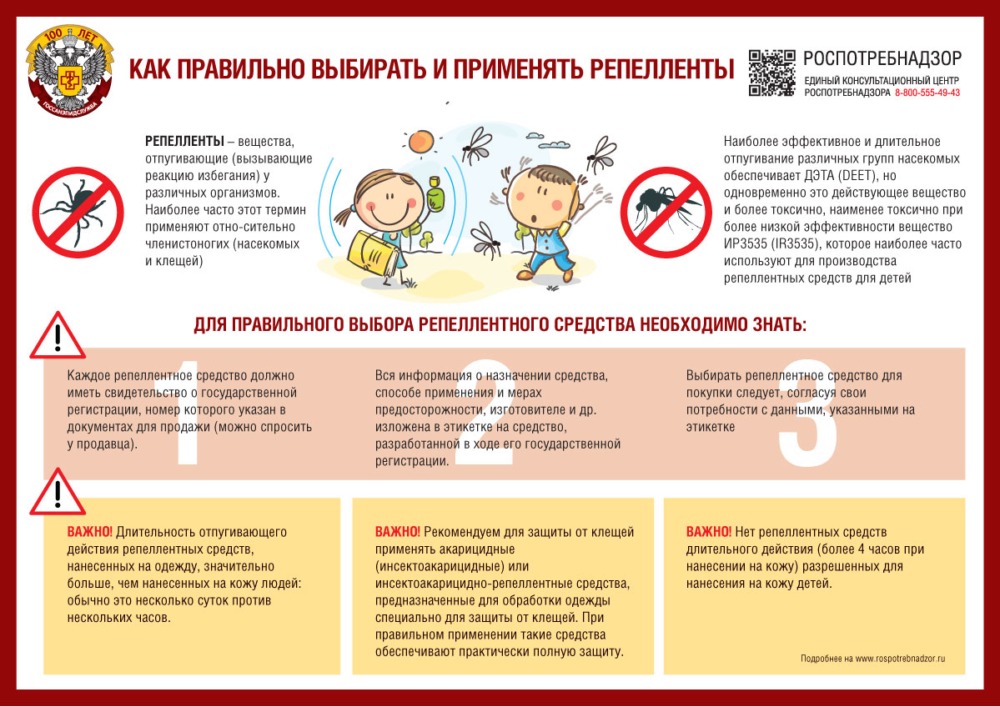 100 ЛЕТ
ГОССАНЭПИДСЛУЖБА
КАК ПРАВИЛЬНО ВЫБИРАТЬ И ПРИМЕНЯТЬ РЕПЕЛЛЕНТЫ
РОСПОТРЕБНАДЗОР
ЕДИНЫЙ КОНСУЛЬТАЦИОННЫЙ ЦЕНТР
РОСПОТРЕБНАДЗОРА 8-800-555-49-43
РЕПЕЛЛЕНТЫ – вещества,
отпугивающие (вызывающие
реакцию избегания) у
различных организмов.
Наиболее часто этот термин
применяют отно-сительно
членистоногих (насекомых
и клещей)
Наиболее эффективное и длительное
отпугивание различных групп насекомых
обеспечивает ДЭТА (DEET), но
одновременно это действующее вещество
и более токсично, наименее токсично при
более низкой эффективности вещество
ИР3535 (IR3535), которое наиболее часто
используют для производства
репеллентных средств для детей
ДЛЯ ПРАВИЛЬНОГО ВЫБОРА РЕПЕЛЛЕНТНОГО СРЕДСТВА НЕОБХОДИМО ЗНАТЬ:
1
Каждое репеллентное средство должно
иметь свидетельство о государственной
регистрации, номер которого указан в
документах для продажи (можно спросить
у продавца).
2
Вся информация о назначении средства,
способе применения и мерах
предосторожности, изготовителе и др.
изложена в этикетке на средство,
разработанной в ходе его государственной
регистрации.
3
Выбирать репеллентное средство для
покупки следует, согласуя свои
потребности с данными, указанными на
этикетке
ВАЖНО! Длительность отпугивающего
действия репеллентных средств,
нанесенных на одежду, значительно
больше, чем нанесенных на кожу людей:
обычно это несколько суток против
нескольких часов.
ВАЖНО! Рекомендуем для защиты от клещей
применять акарицидные
(инсектоакарицидные) или
инсектоакарицидно-репеллентные средства,
предназначенные для обработки одежды
специально для защиты от клещей. При
правильном применении такие средства
обеспечивают практически полную защиту.
ВАЖНО! Нет репеллентных средств
длительного действия (более 4 часов при
нанесении на кожу) разрешенных для
нанесения на кожу детей.
Подробнее на www.rospotrebnadzor.ru